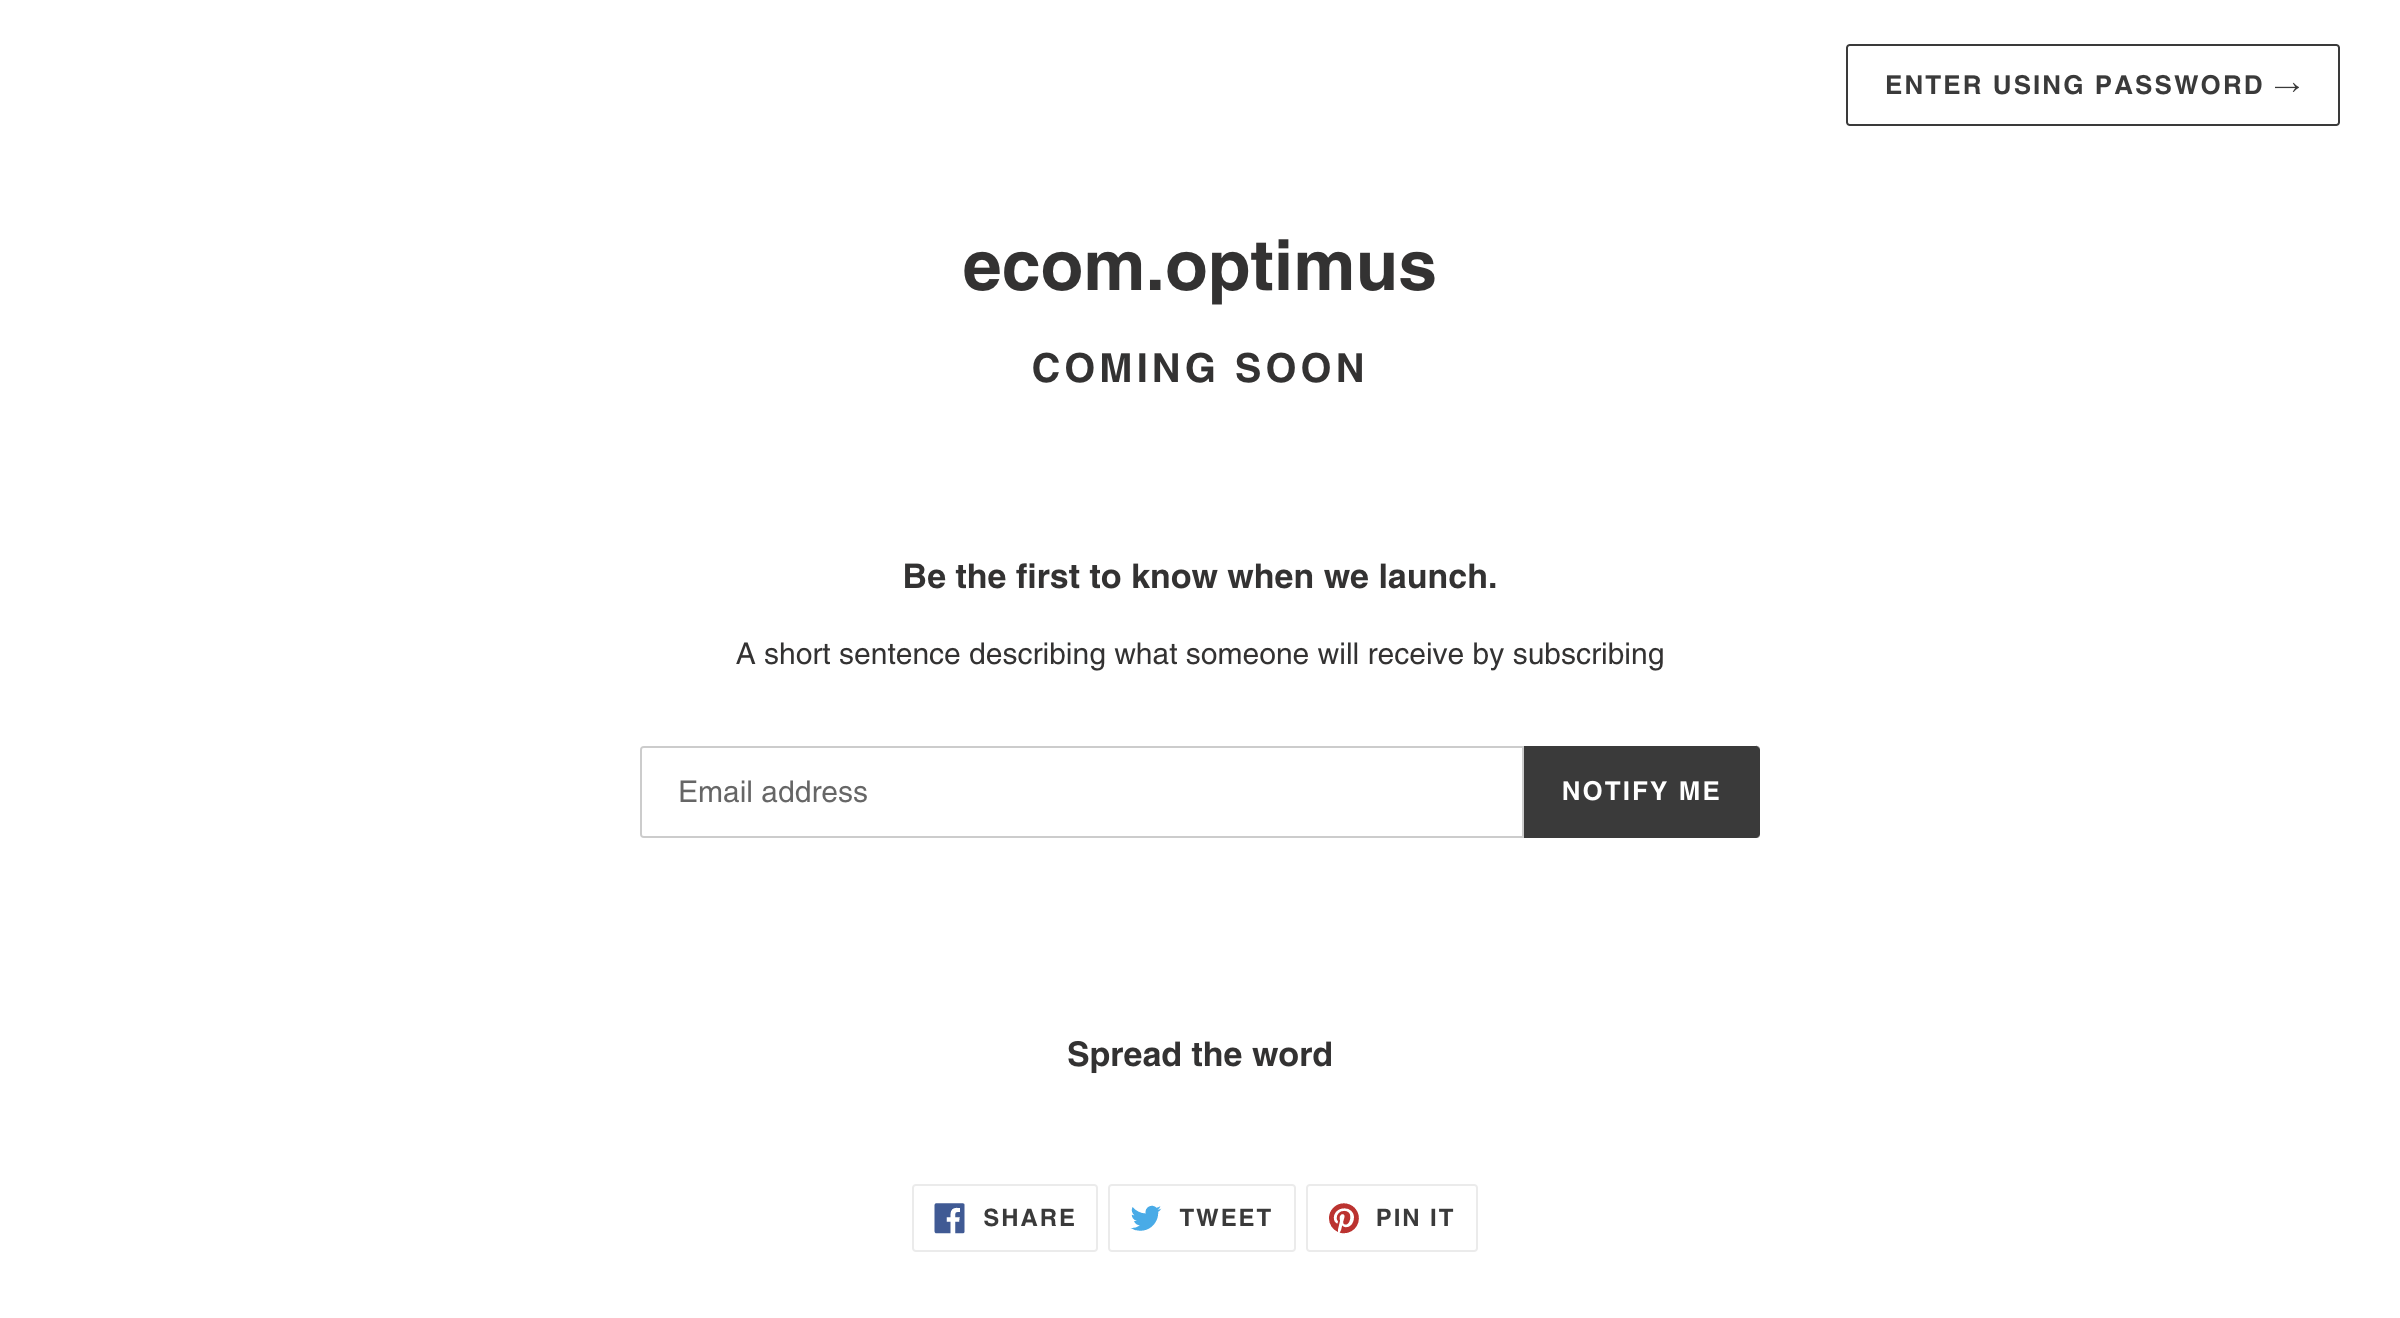 ENTER USING PASSWORD →
ecom.optimus
COMING SOON
Be the first to know when we launch.
A short sentence describing what someone will receive by subscribing
Email address
NOTIFY ME
Spread the word
SHARE
TWEET
PIN IT